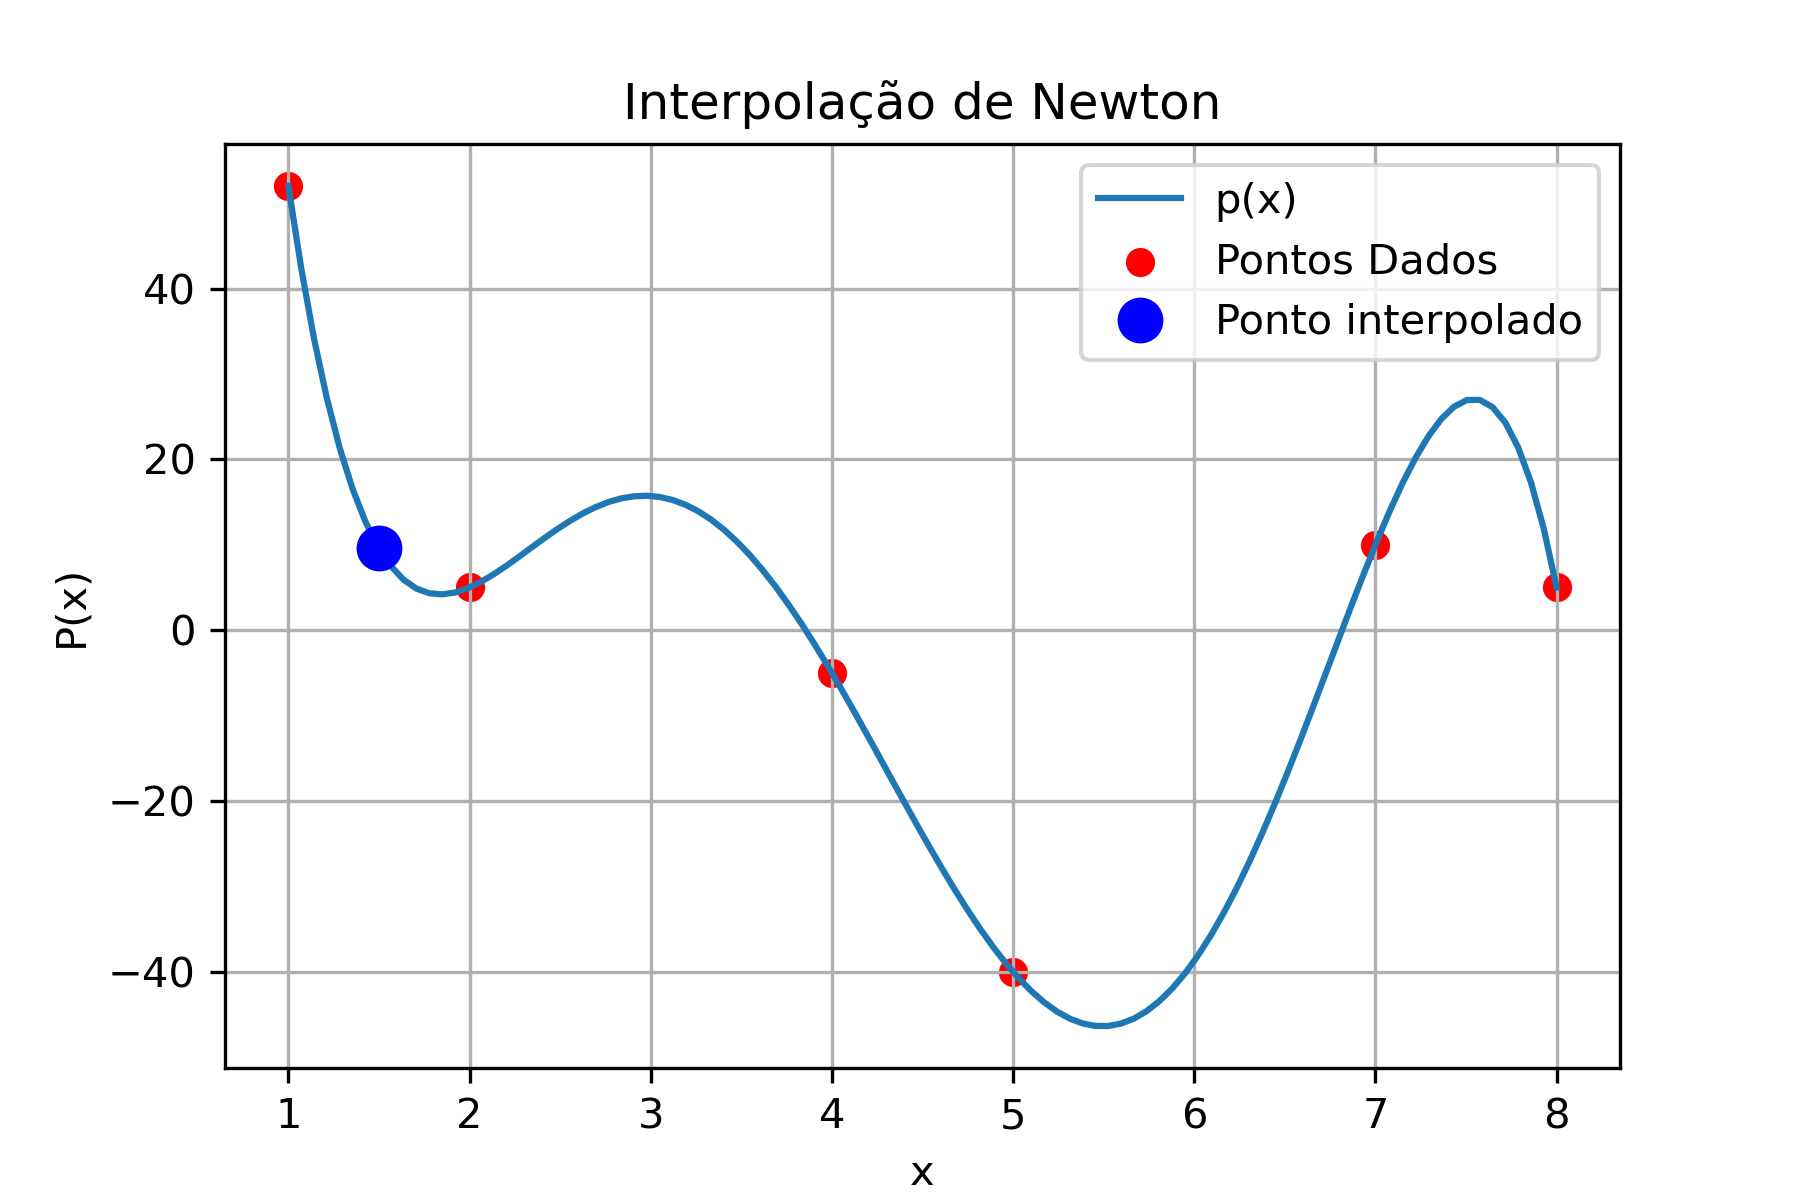 Interpolação de Newton
p(x)
Pontos Dados
Ponto interpolado
P(x)
40
20
0
−20
−40
1 2 3 4 5 6 7 8
x